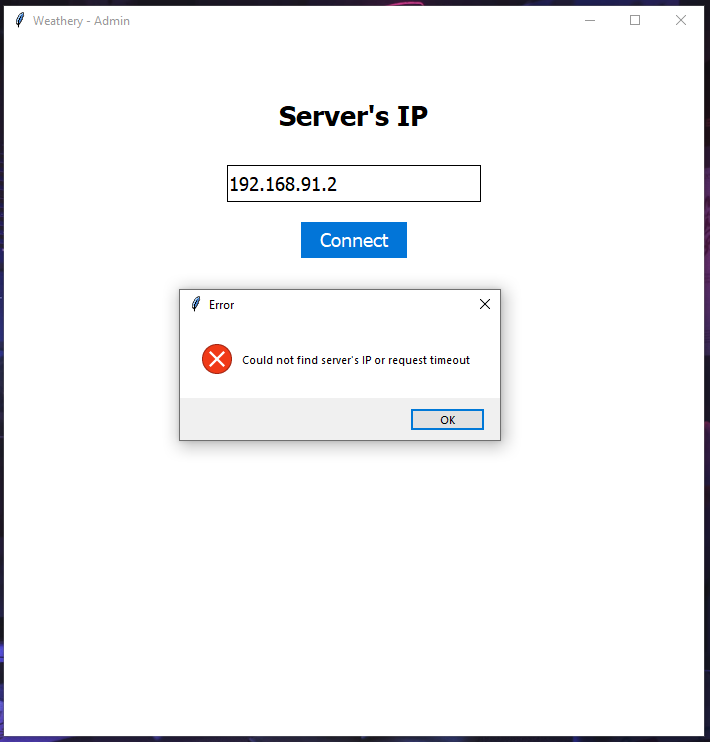 Weathery - Admin
Server's IP
192.168.91.2
Connect
Error
Could not find server's IP or request timeout
OK